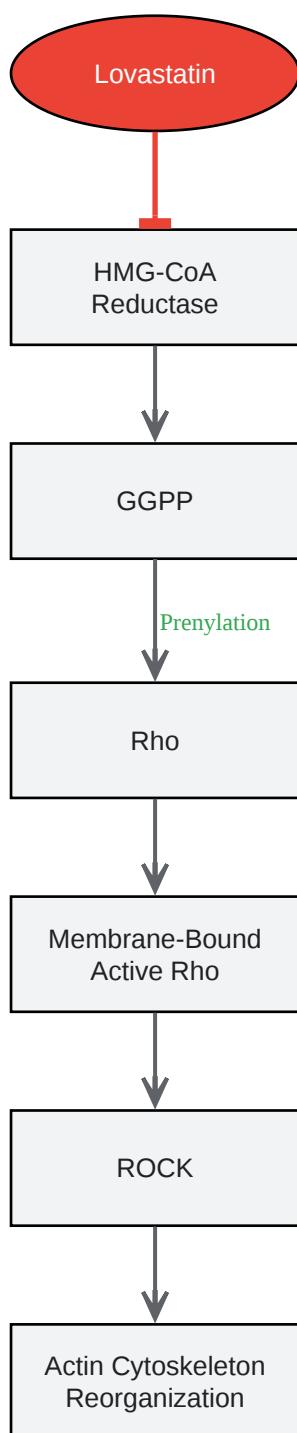 Lovastatin
HMG-CoA
Reductase
GGPP
Prenylation
Rho
Membrane-Bound
Active Rho
ROCK
Actin Cytoskeleton
Reorganization